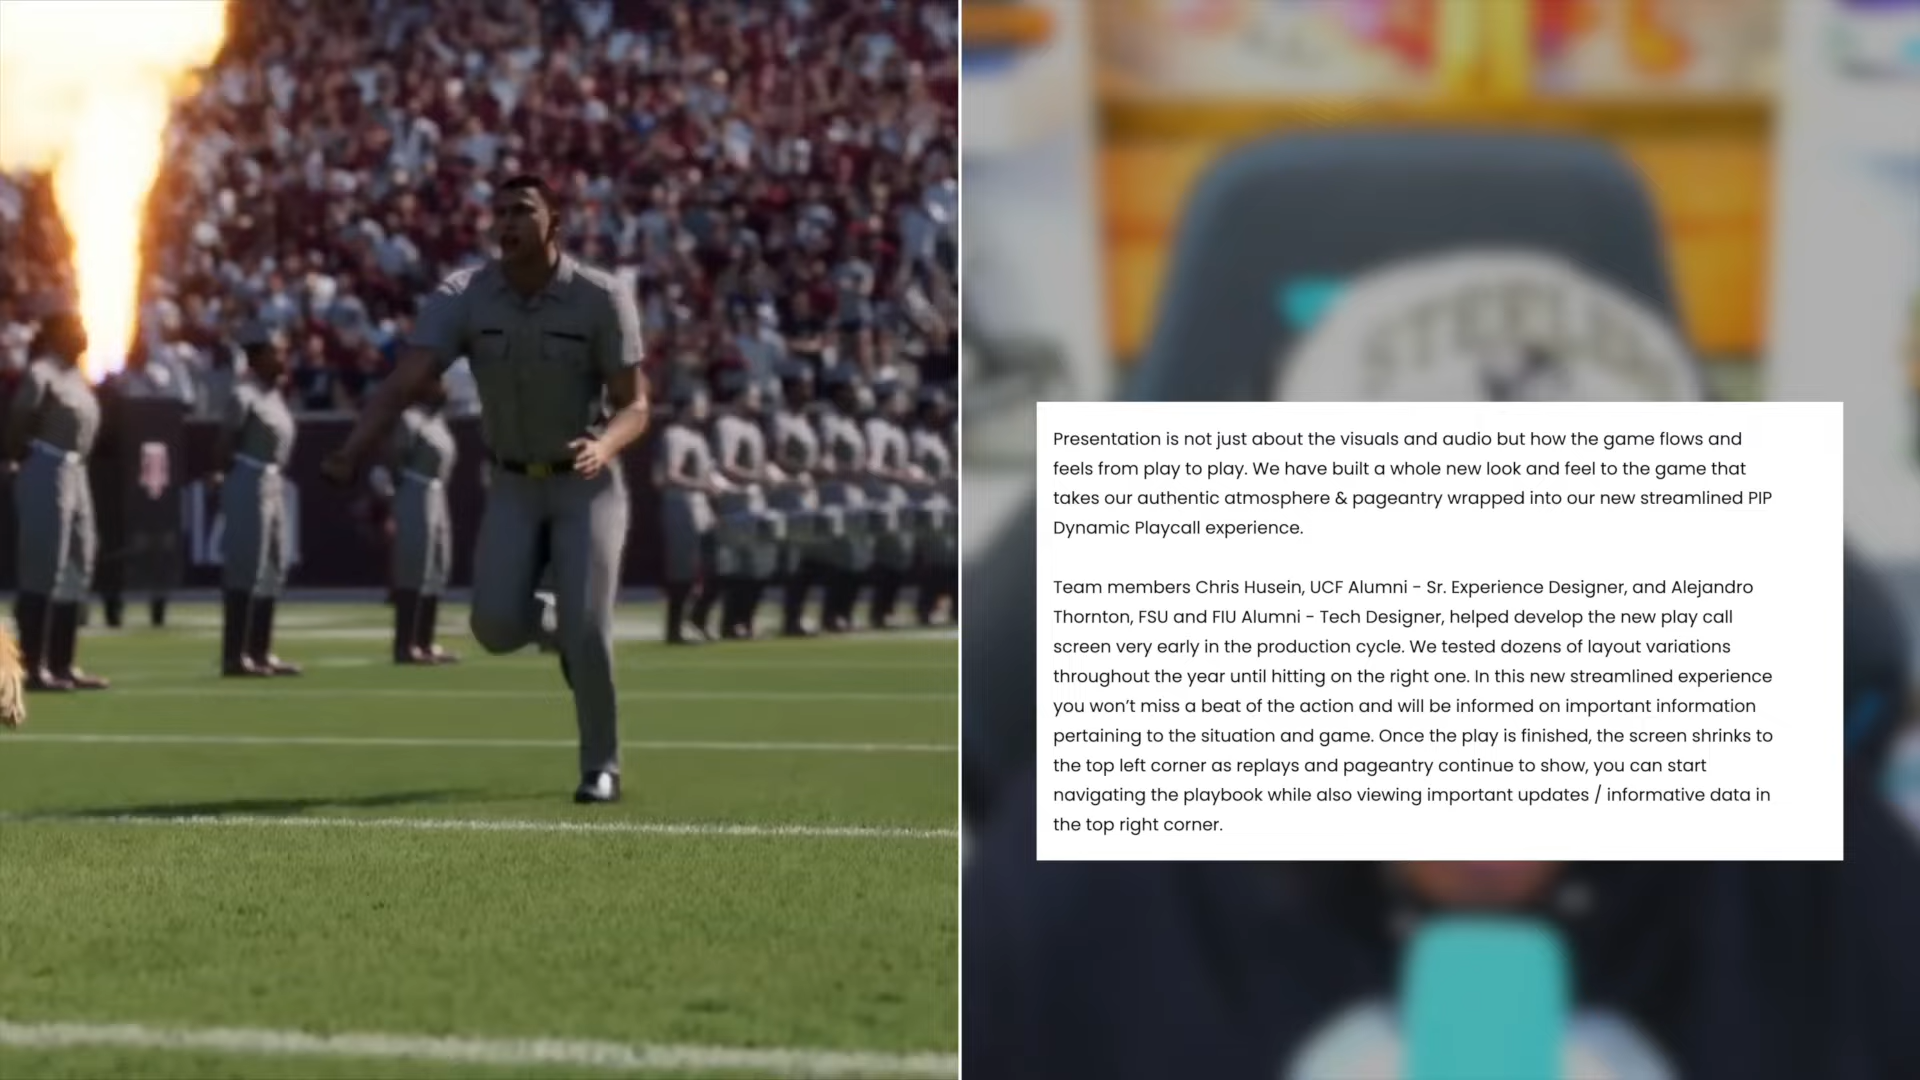 STEELERS
Presentation is not just about the visuals and audio but how the game flows and
feels from play to play. We have built a whole new look and feel to the game that
takes our authentic atmosphere & pageantry wrapped into our new streamlined PIP
Dynamic Playcall experience.
Team members Chris Husein, UCF Alumni - Sr. Experience Designer, and Alejandro
Thornton, FSU and FIU Alumni - Tech Designer, helped develop the new play call
screen very early in the production cycle. We tested dozens of layout variations
throughout the year until hitting on the right one. In this new streamlined experience
you won’t miss a beat of the action and will be informed on important information
pertaining to the situation and game. Once the play is finished, the screen shrinks to
the top left corner as replays and pageantry continue to show, you can start
navigating the playbook while also viewing important updates / informative data in
the top right corner.